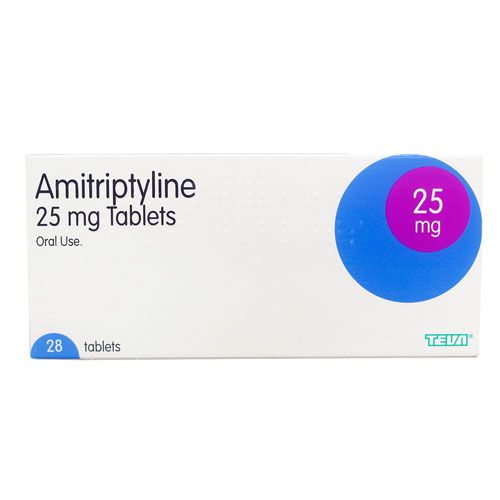 Amitriptyline
25 mg Tablets
Oral Use.
25
mg
28 tablets
TEVA®